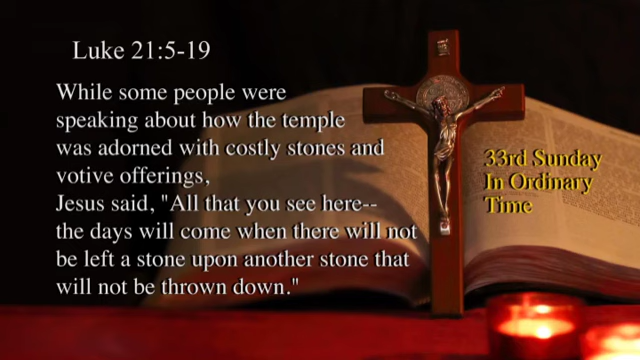 Luke 21:5-19
While some people were
speaking about how the temple
was adorned with costly stones and
votive offerings,
Jesus said, "All that you see here--
the days will come when there will not
be left a stone upon another stone that
will not be thrown down."
33rd Sunday
In Ordinary
Time